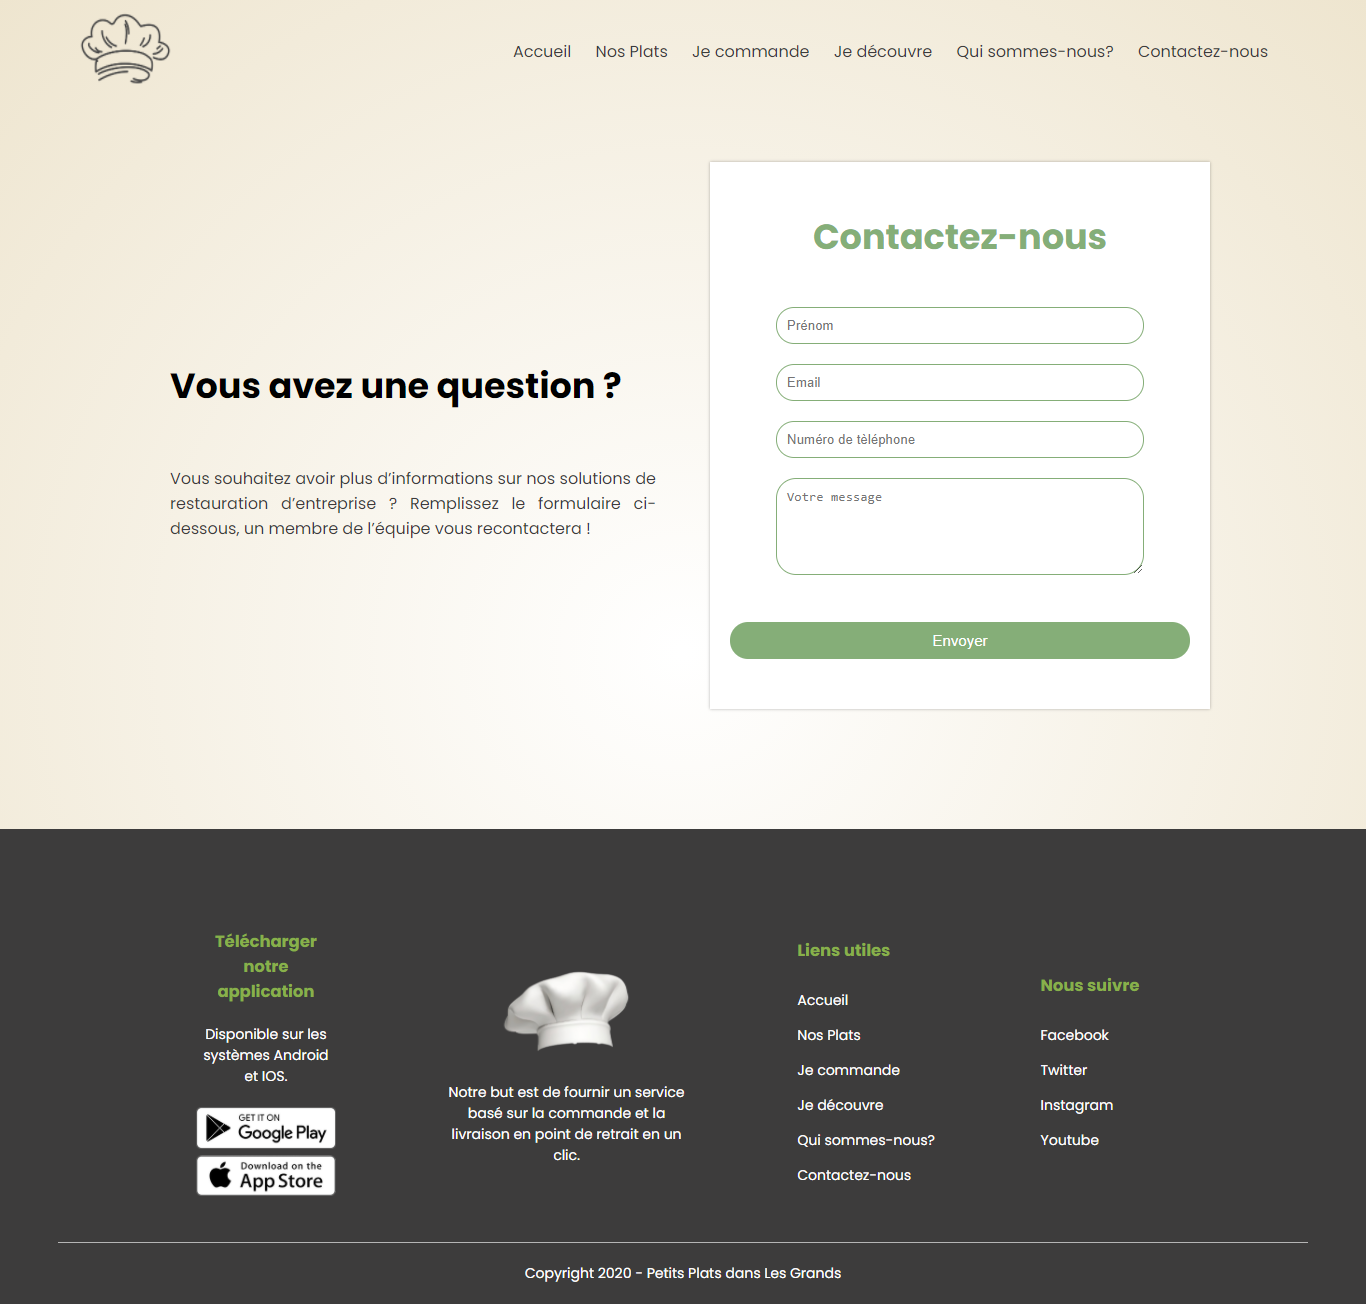 Accueil Nos Plats Je commande Je découvre Qui sommes-nous? Contactez-nous
Vous avez une question ?
Vous souhaitez avoir plus d’informations sur nos solutions de
restauration d’entreprise ? Remplissez le formulaire ci-
dessous, un membre de l’équipe vous recontactera !
Contactez-nous
Prénom
Email
Numéro de tèléphone
Votre message
Envoyer
Télécharger
notre
application
Disponible sur les
systèmes Android
et IOS.
GET IT ON
Google Play
Download on the
App Store
Notre but est de fournir un service
basé sur la commande et la
livraison en point de retrait en un
clic.
Liens utiles
Accueil
Nos Plats
Je commande
Je découvre
Qui sommes-nous?
Contactez-nous
Nous suivre
Facebook
Twitter
Instagram
Youtube
Copyright 2020 - Petits Plats dans Les Grands